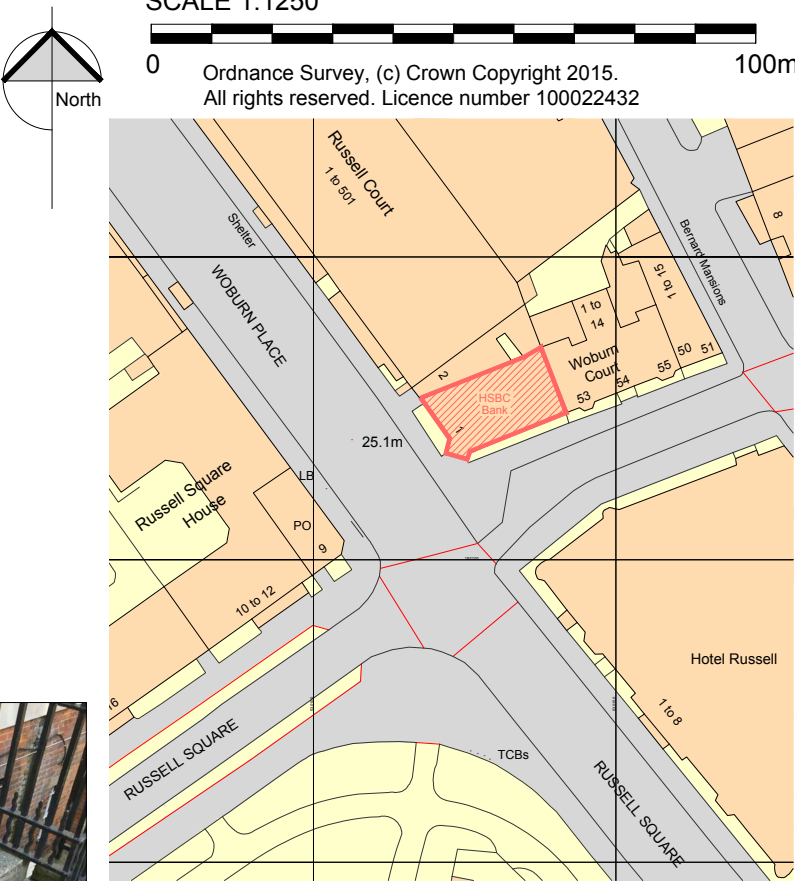 SCALE 1:1250
0
100m
North
Ordnance Survey, (c) Crown Copyright 2015.
All rights reserved. Licence number 100022432
Russell Court
1 to 501
Shelter
WOBURN PLACE
Bernard Mansions
8
1 to 15
1 to
14
Woburn
Court
2
HSBC
Bank
1
53
54
55
50
51
25.1m
LB
Russell Square
House
PO
9
10 to 12
16
Hotel Russell
1 to 8
RUSSELL SQUARE
TCBs
RUSSELL SQUARE